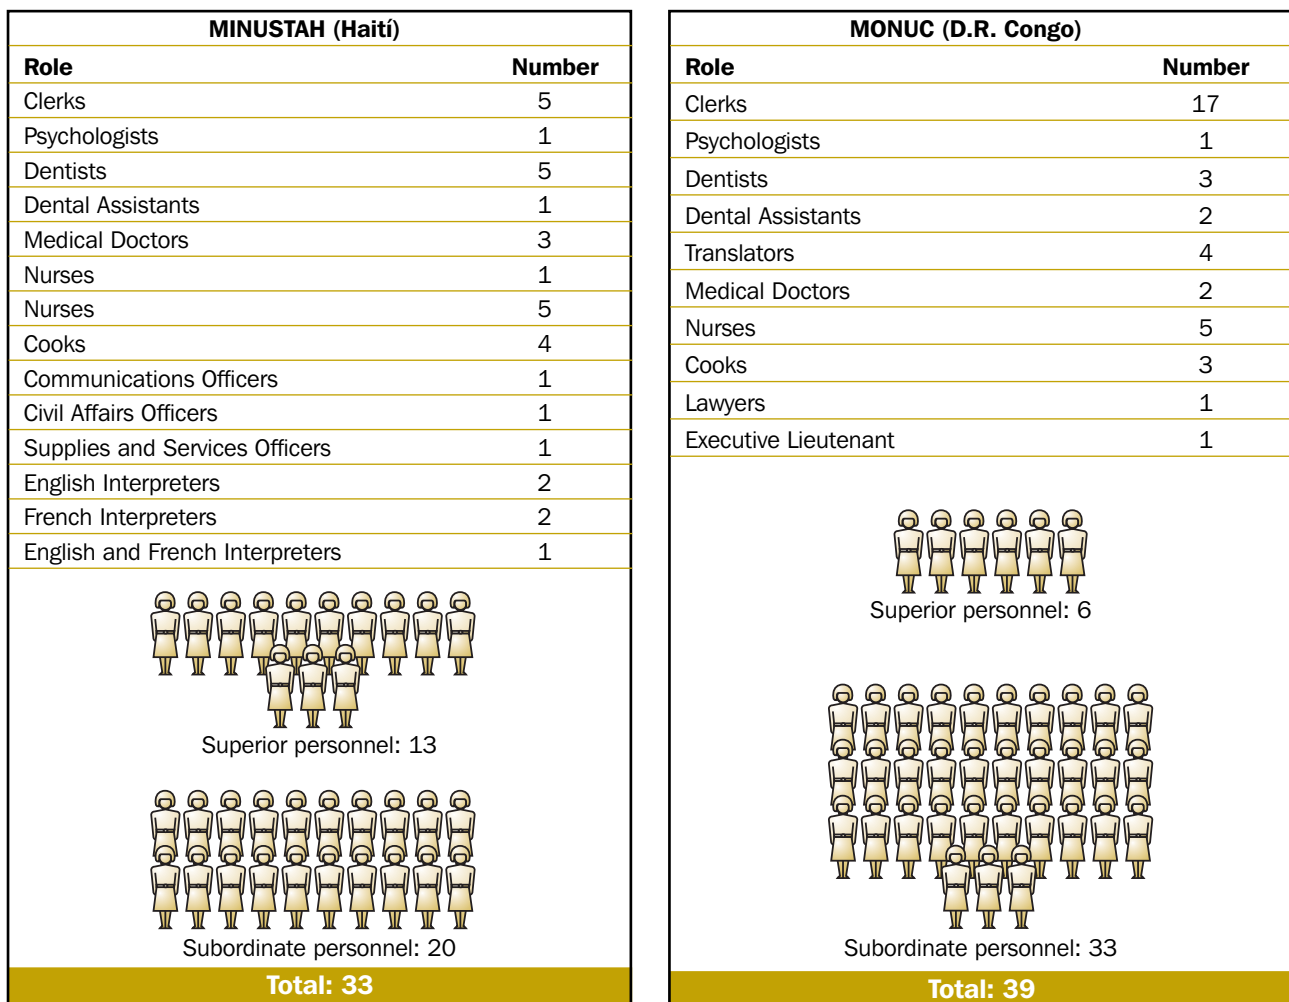 MINUSTAH (Haití)
Role Number
Clerks 5
Psychologists 1
Dentists 5
Dental Assistants 1
Medical Doctors 3
Nurses 1
Nurses 5
Cooks 4
Communications Officers 1
Civil Affairs Officers 1
Supplies and Services Officers 1
English Interpreters 2
French Interpreters 2
English and French Interpreters 1
Superior personnel: 13
Subordinate personnel: 20
Total: 33
MONUC (D.R. Congo)
Role Number
Clerks 17
Psychologists 1
Dentists 3
Dental Assistants 2
Translators 4
Medical Doctors 2
Nurses 5
Cooks 3
Lawyers 1
Executive Lieutenant 1
Superior personnel: 6
Subordinate personnel: 33
Total: 39